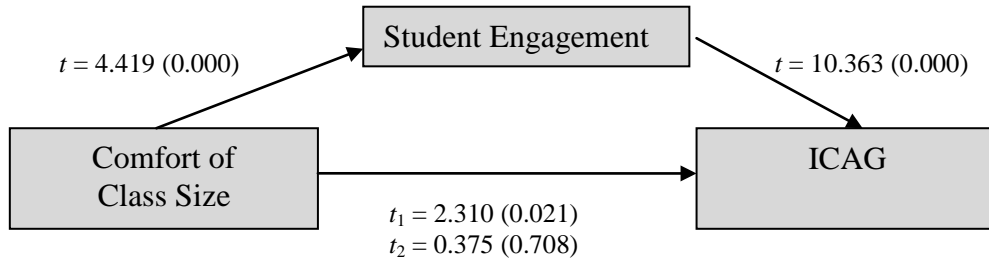 Student Engagement
t = 4.419 (0.000)
t = 10.363 (0.000)
Comfort of
Class Size
ICAG
t₁ = 2.310 (0.021)
t₂ = 0.375 (0.708)